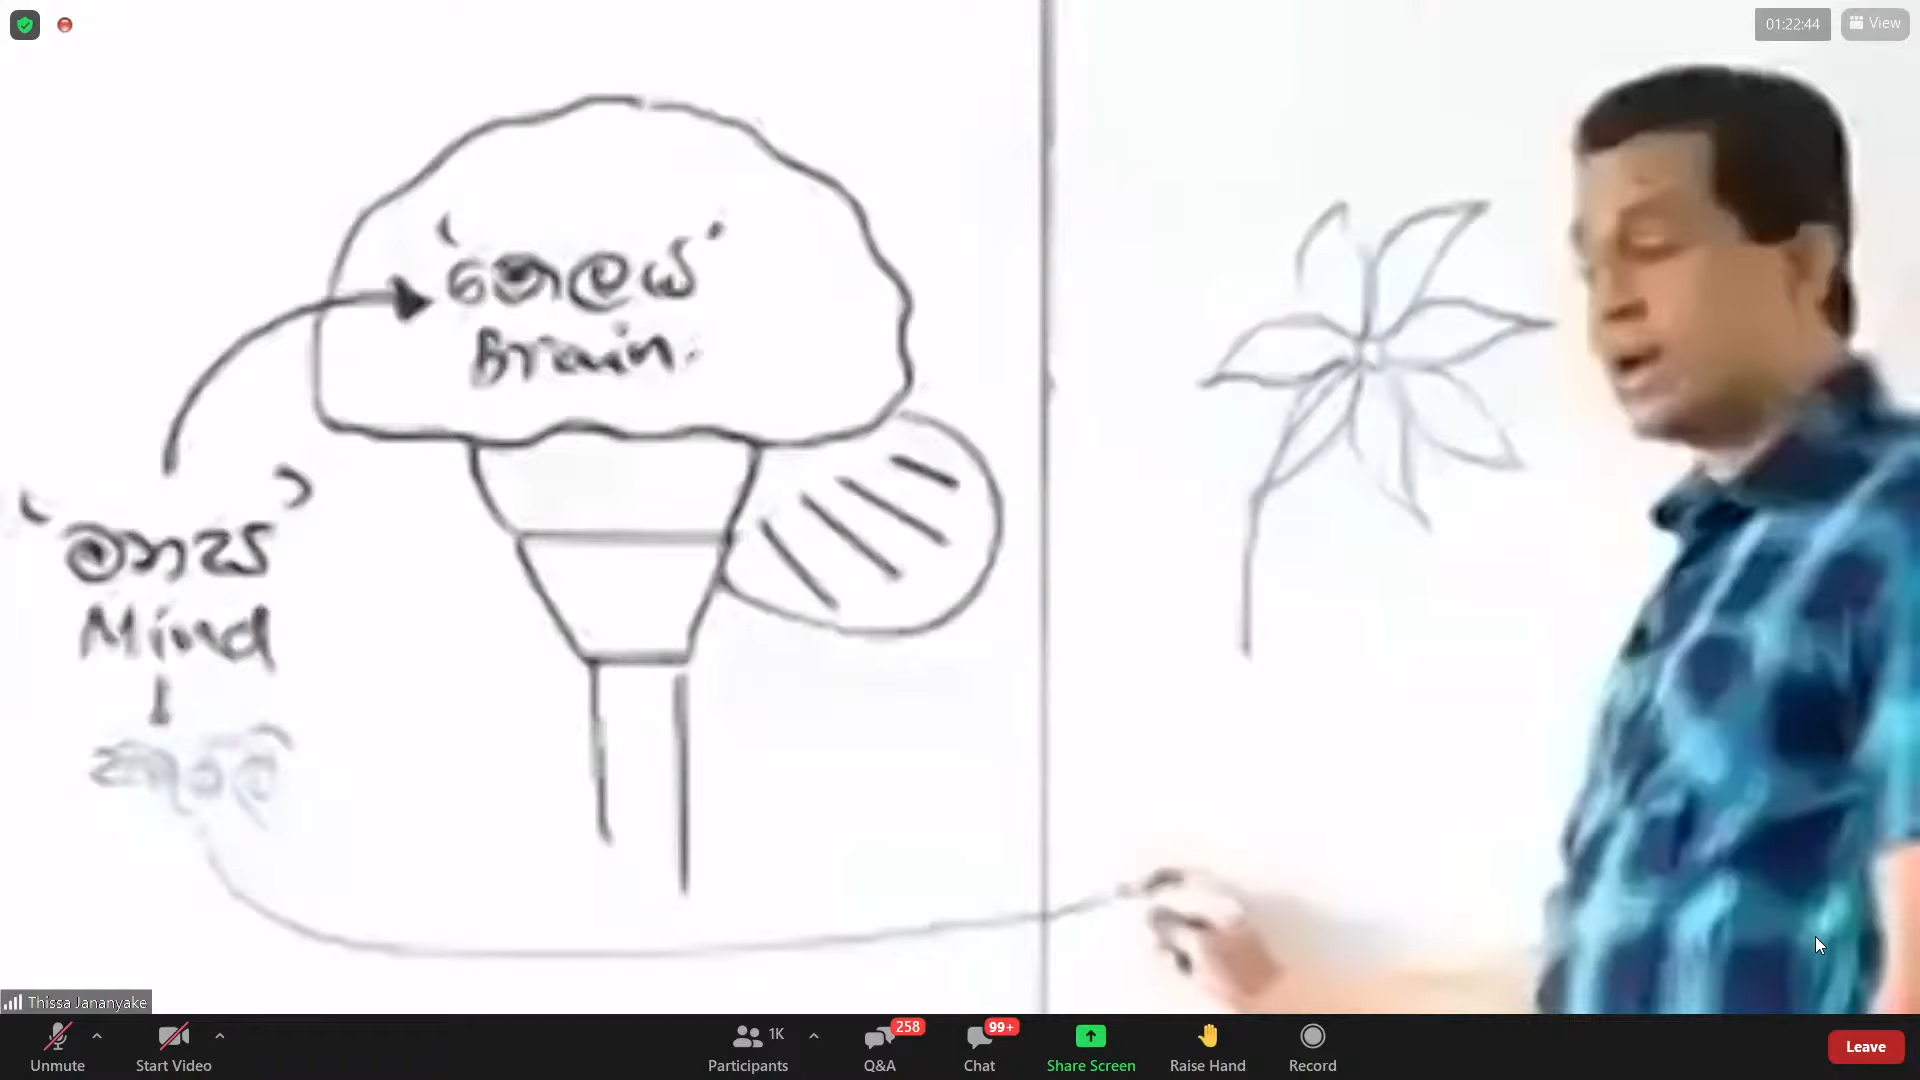 01:22:44
View
'මොළය'
Brain.
'මනස'
Mind
Thissa Jananyake
Unmute
Start Video
1K
Participants
258
Q&A
99+
Chat
Share Screen
Raise Hand
Record
Leave